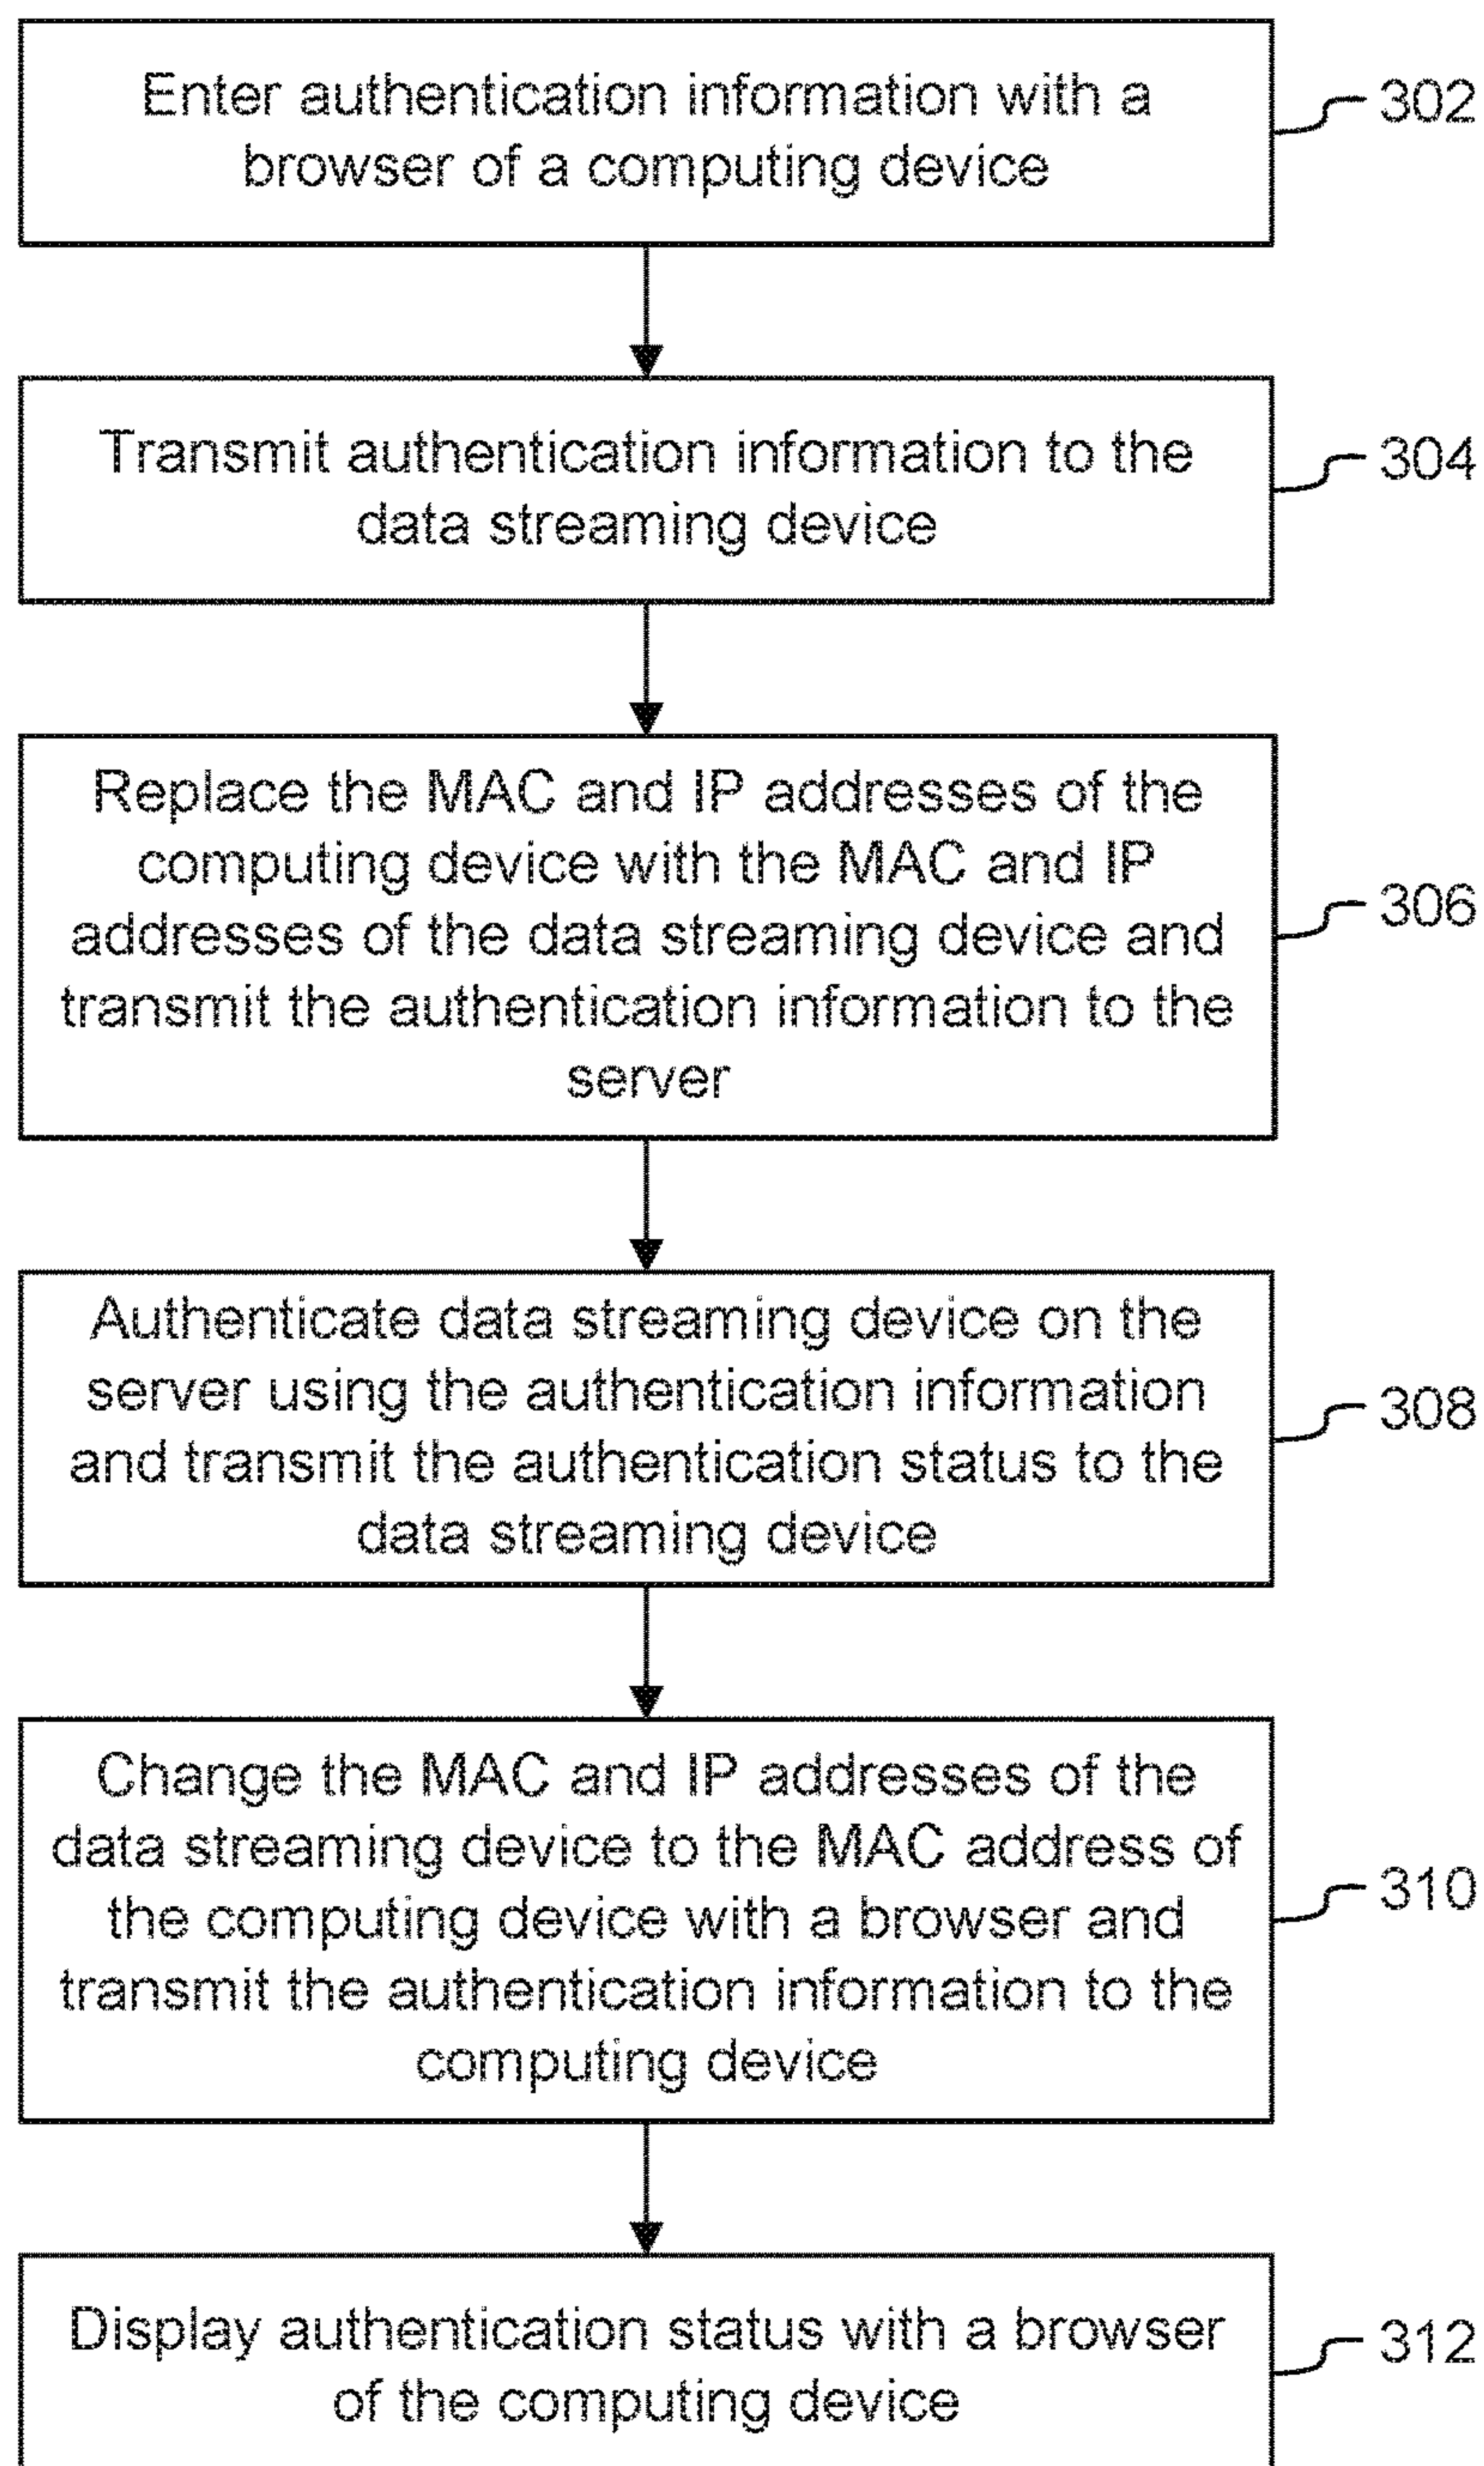 Enter authentication information with a
browser of a computing device
302
Transmit authentication information to the
data streaming device
304
Replace the MAC and IP addresses of the
computing device with the MAC and IP
addresses of the data streaming device and
transmit the authentication information to the
server
306
Authenticate data streaming device on the
server using the authentication information
and transmit the authentication status to the
data streaming device
308
Change the MAC and IP addresses of the
data streaming device to the MAC address of
the computing device with a browser and
transmit the authentication information to the
computing device
310
Display authentication status with a browser
of the computing device
312